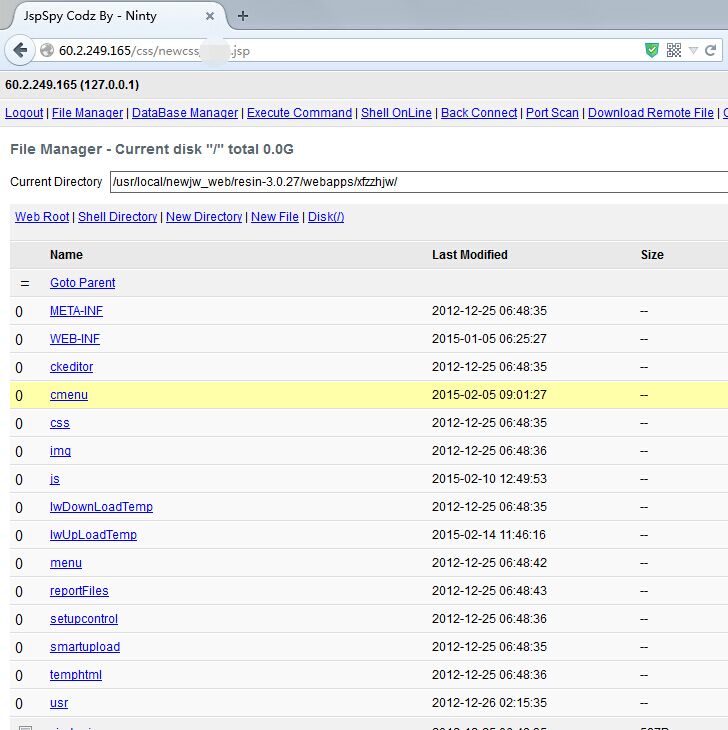 JspSpy Codz By - Ninty
60.2.249.165/css/newcss .jsp
60.2.249.165 (127.0.0.1)
Logout | File Manager | DataBase Manager | Execute Command | Shell OnLine | Back Connect | Port Scan | Download Remote File |
File Manager - Current disk "/" total 0.0G
Current Directory /usr/local/newjw_web/resin-3.0.27/webapps/xfzzhjw/
Web Root | Shell Directory | New Directory | New File | Disk(/)
Name Last Modified Size
= Goto Parent
0 META-INF 2012-12-25 06:48:35 --
0 WEB-INF 2015-01-05 06:25:27 --
0 ckeditor 2012-12-25 06:48:35 --
0 cmenu 2015-02-05 09:01:27 --
0 css 2012-12-25 06:48:35 --
0 img 2012-12-25 06:48:36 --
0 js 2015-02-10 12:49:53 --
0 lwDownLoadTemp 2012-12-25 06:48:35 --
0 lwUpLoadTemp 2015-02-14 11:46:16 --
0 menu 2012-12-25 06:48:42 --
0 reportFiles 2012-12-25 06:48:43 --
0 setupcontrol 2012-12-25 06:48:36 --
0 smartupload 2012-12-25 06:48:35 --
0 temphtml 2012-12-25 06:48:36 --
0 usr 2012-12-26 02:15:35 --